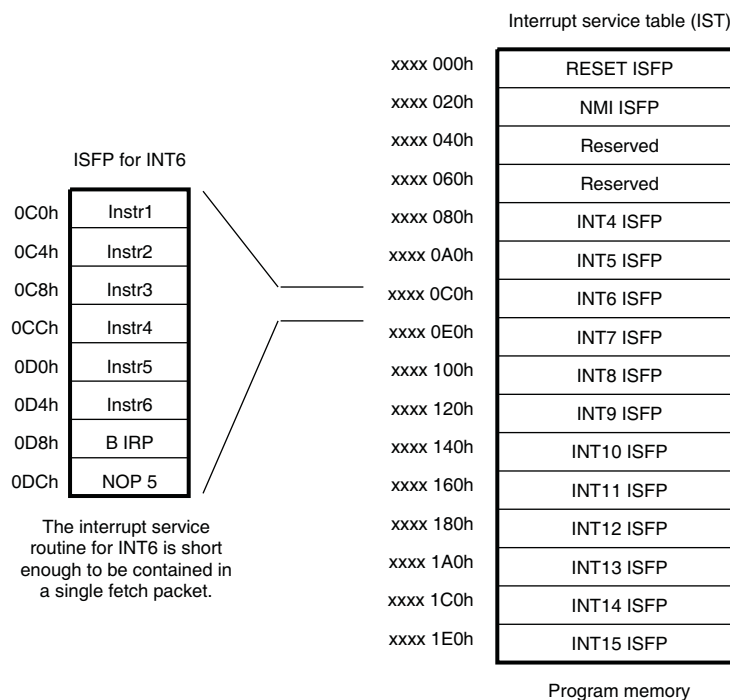 Interrupt service table (IST)
xxxx 000h RESET ISFP
xxxx 020h NMI ISFP
xxxx 040h Reserved
xxxx 060h Reserved
xxxx 080h INT4 ISFP
xxxx 0A0h INT5 ISFP
xxxx 0C0h INT6 ISFP
xxxx 0E0h INT7 ISFP
xxxx 100h INT8 ISFP
xxxx 120h INT9 ISFP
xxxx 140h INT10 ISFP
xxxx 160h INT11 ISFP
xxxx 180h INT12 ISFP
xxxx 1A0h INT13 ISFP
xxxx 1C0h INT14 ISFP
xxxx 1E0h INT15 ISFP
Program memory
ISFP for INT6
0C0h Instr1
0C4h Instr2
0C8h Instr3
0CCh Instr4
0D0h Instr5
0D4h Instr6
0D8h B IRP
0DCh NOP 5
The interrupt service
routine for INT6 is short
enough to be contained in
a single fetch packet.